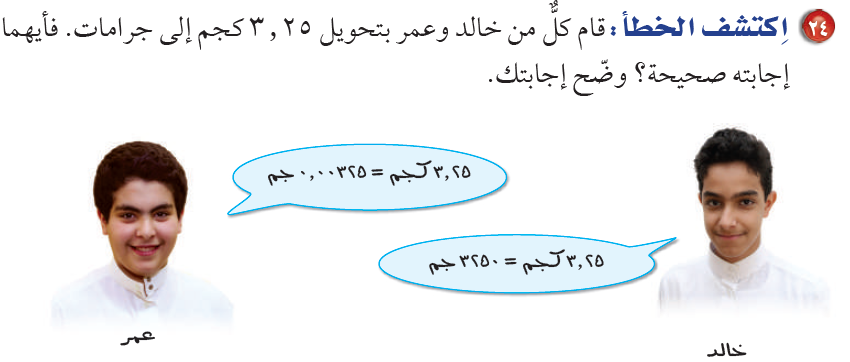 ٢٤ اِكتشف الخطأ : قام كلٌّ من خالد وعمر بتحويل ٣,٢٥ كجم إلى جرامات. فأيهما
إجابته صحيحة؟ وضّح إجابتك.
٣,٢٥ كجم = ٠,٠٠٣٢٥ جم
٣,٢٥ كجم = ٣٢٥٠ جم
عمر
خالد